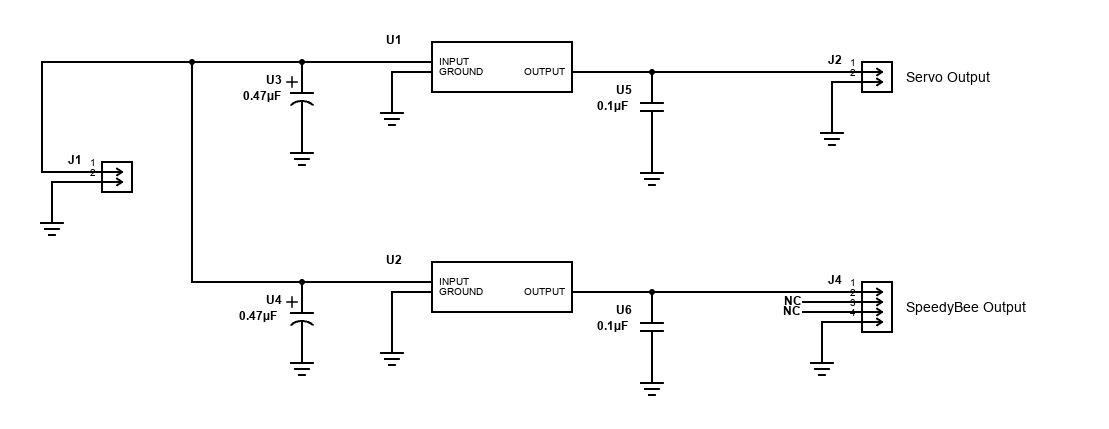 U1
INPUT
GROUND
OUTPUT
U3
0.47µF
U5
0.1µF
J2
1
2
Servo Output
J1
1
2
U2
INPUT
GROUND
OUTPUT
U4
0.47µF
U6
0.1µF
J4
1
2
3
4
NC
NC
SpeedyBee Output